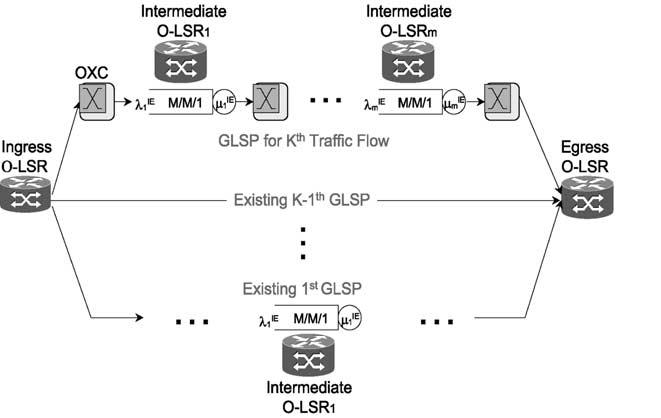 Intermediate
O-LSR1
Intermediate
O-LSRm
OXC
λ1IE M/M/1 μ1IE
λmIE M/M/1 μmIE
GLSP for Kth Traffic Flow
Ingress
O-LSR
Egress
O-LSR
Existing K-1th GLSP
Existing 1st GLSP
λ1IE M/M/1 μ1IE
Intermediate
O-LSR1